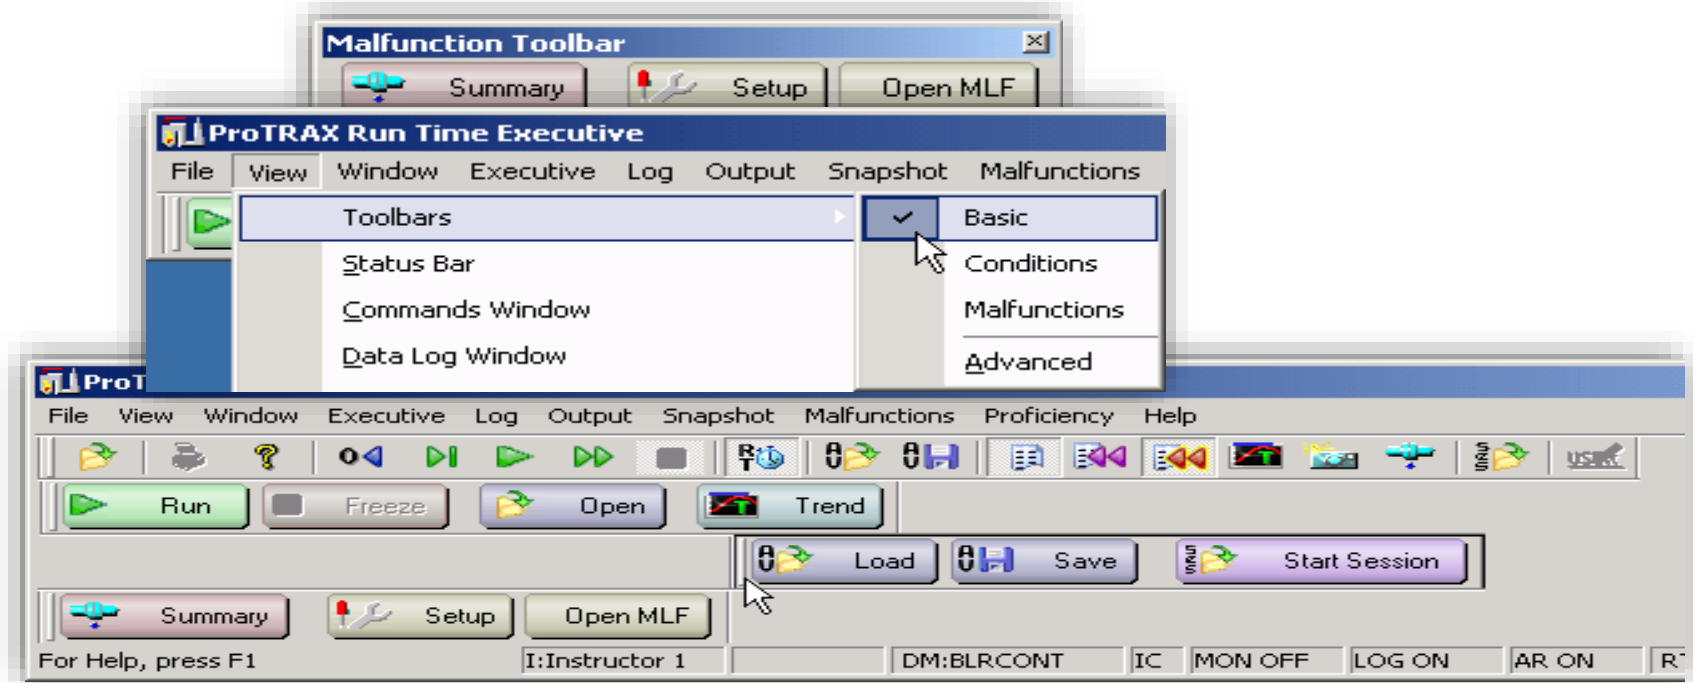 Malfunction Toolbar
Summary Setup Open MLF
ProTRAX Run Time Executive
File View Window Executive Log Output Snapshot Malfunctions
Toolbars Basic
Status Bar Conditions
Commands Window Malfunctions
Data Log Window Advanced
ProT
File View Window Executive Log Output Snapshot Malfunctions Proficiency Help
Run Freeze Open Trend
Load Save Start Session
Summary Setup Open MLF
For Help, press F1 I:Instructor 1 DM:BLRCONT IC MON OFF LOG ON AR ON